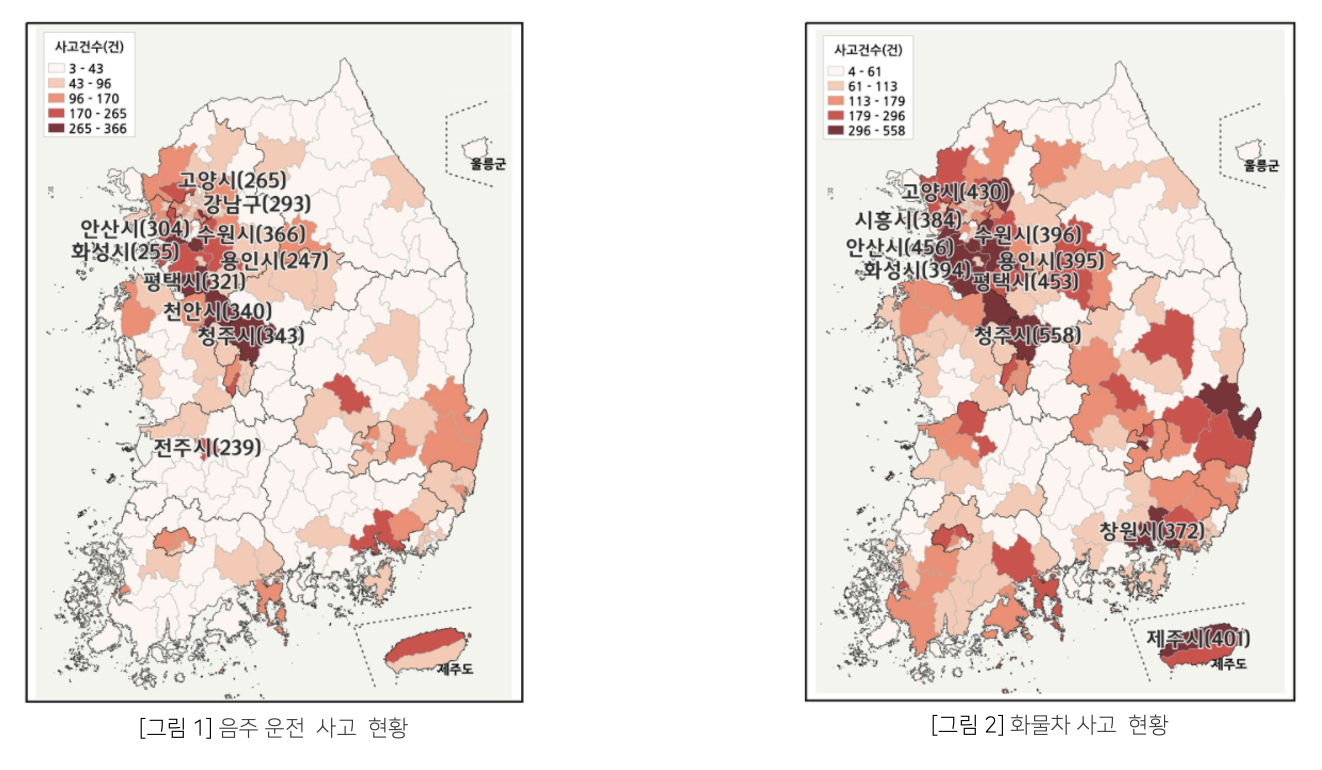 사고건수(건)
3 - 43
43 - 96
96 - 170
170 - 265
265 - 366
울릉군
고양시(265)
강남구(293)
안산시(304)
수원시(366)
화성시(255)
용인시(247)
평택시(321)
천안시(340)
청주시(343)
전주시(239)
제주도
[그림 1] 음주 운전 사고 현황
사고건수(건)
4 - 61
61 - 113
113 - 179
179 - 296
296 - 558
울릉군
고양시(430)
시흥시(384)
수원시(396)
안산시(456)
용인시(395)
화성시(394)
평택시(453)
청주시(558)
창원시(372)
제주시(401)
제주도
[그림 2] 화물차 사고 현황